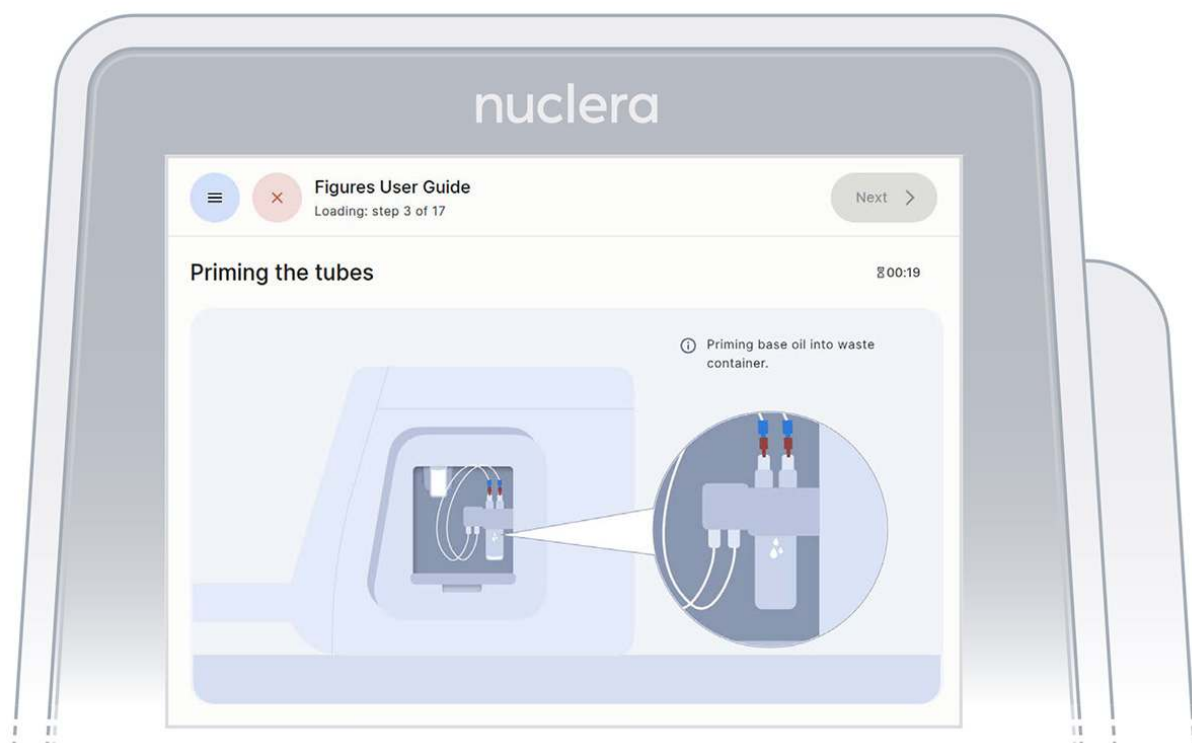 nuclera
Figures User Guide
Loading: step 3 of 17
Next
Priming the tubes
00:19
Priming base oil into waste
container.